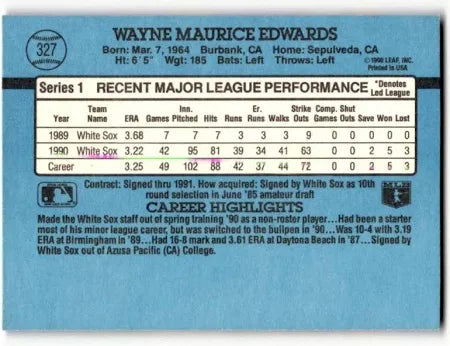 327
WAYNE MAURICE EDWARDS
Born: Mar. 7, 1964 Burbank, CA Home: Sepulveda, CA
Ht: 6'5" Wgt: 185 Bats: Left Throws: Left
©1990 LEAF, INC.
Printed in USA
Series 1 RECENT MAJOR LEAGUE PERFORMANCE *Denotes Led League
YEAR Team Name ERA Games Inn. Pitched Hits Runs Er. Runs Walks Strike Outs Comp. Games Shut Outs Save Won Lost
1989 White Sox 3.68 7 7 7 3 3 3 9 0 0 0 0 0
1990 White Sox 3.22 42 95 81 39 34 41 63 0 0 2 5 3
Career 3.25 49 102 88 42 37 44 72 0 0 2 5 3
Contract: Signed thru 1991. How acquired: Signed by White Sox as 10th
round selection in June '85 amateur draft
CAREER HIGHLIGHTS
Made the White Sox staff out of spring training '90 as a non-roster player...Had been a starter
most of his minor league career, but was switched to the bullpen in '90...Was 10-4 with 3.19
ERA at Birmingham in '89...Had 16-8 mark and 3.61 ERA at Daytona Beach in '87...Signed by
White Sox out of Azusa Pacific (CA) College.